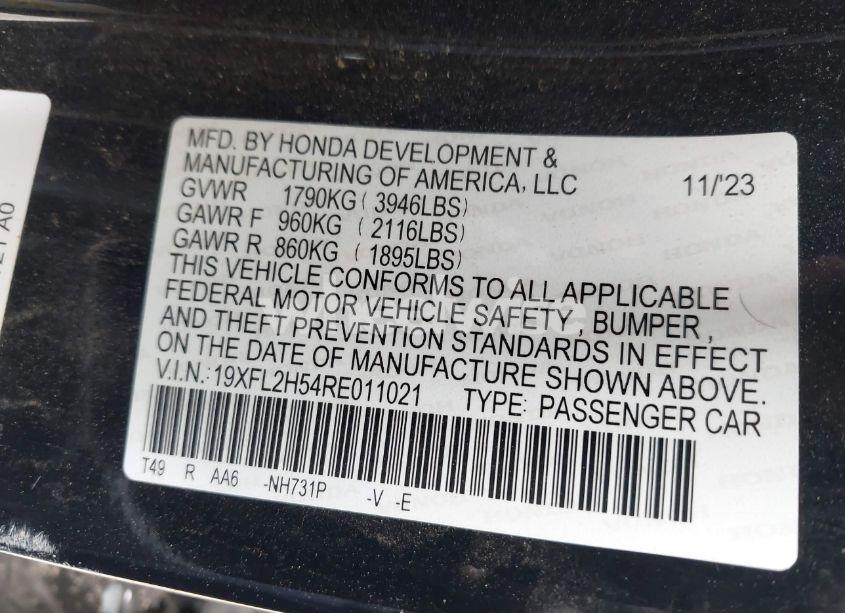 MFD. BY HONDA DEVELOPMENT &
MANUFACTURING OF AMERICA, LLC 11/'23
GVWR 1790KG ( 3946LBS)
GAWR F 960KG ( 2116LBS)
GAWR R 860KG ( 1895LBS)
THIS VEHICLE CONFORMS TO ALL APPLICABLE
FEDERAL MOTOR VEHICLE SAFETY, BUMPER,
AND THEFT PREVENTION STANDARDS IN EFFECT
ON THE DATE OF MANUFACTURE SHOWN ABOVE.
V.I.N.:19XFL2H54RE011021 TYPE: PASSENGER CAR
T49 R AA6 -NH731P -V -E